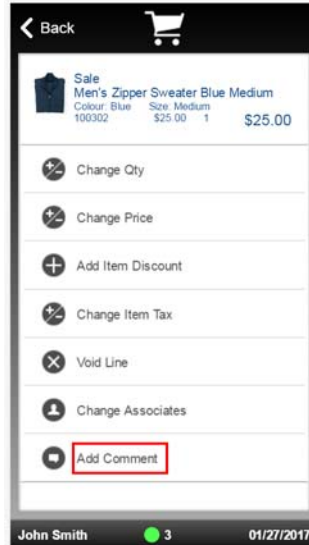 Back
Sale
Men's Zipper Sweater Blue Medium
Colour: Blue Size: Medium
100302 $25.00 1 $25.00
Change Qty
Change Price
Add Item Discount
Change Item Tax
Void Line
Change Associates
Add Comment
John Smith 3 01/27/2017